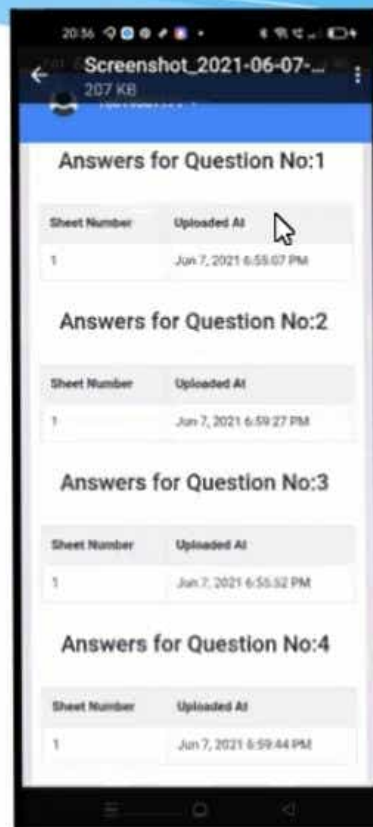 20:56
Screenshot_2021-06-07-...
207 KB
Answers for Question No:1
Sheet Number Uploaded At
1 Jun 7, 2021 6:55:07 PM
Answers for Question No:2
Sheet Number Uploaded At
1 Jun 7, 2021 6:59:27 PM
Answers for Question No:3
Sheet Number Uploaded At
1 Jun 7, 2021 6:55:52 PM
Answers for Question No:4
Sheet Number Uploaded At
1 Jun 7, 2021 6:59:44 PM